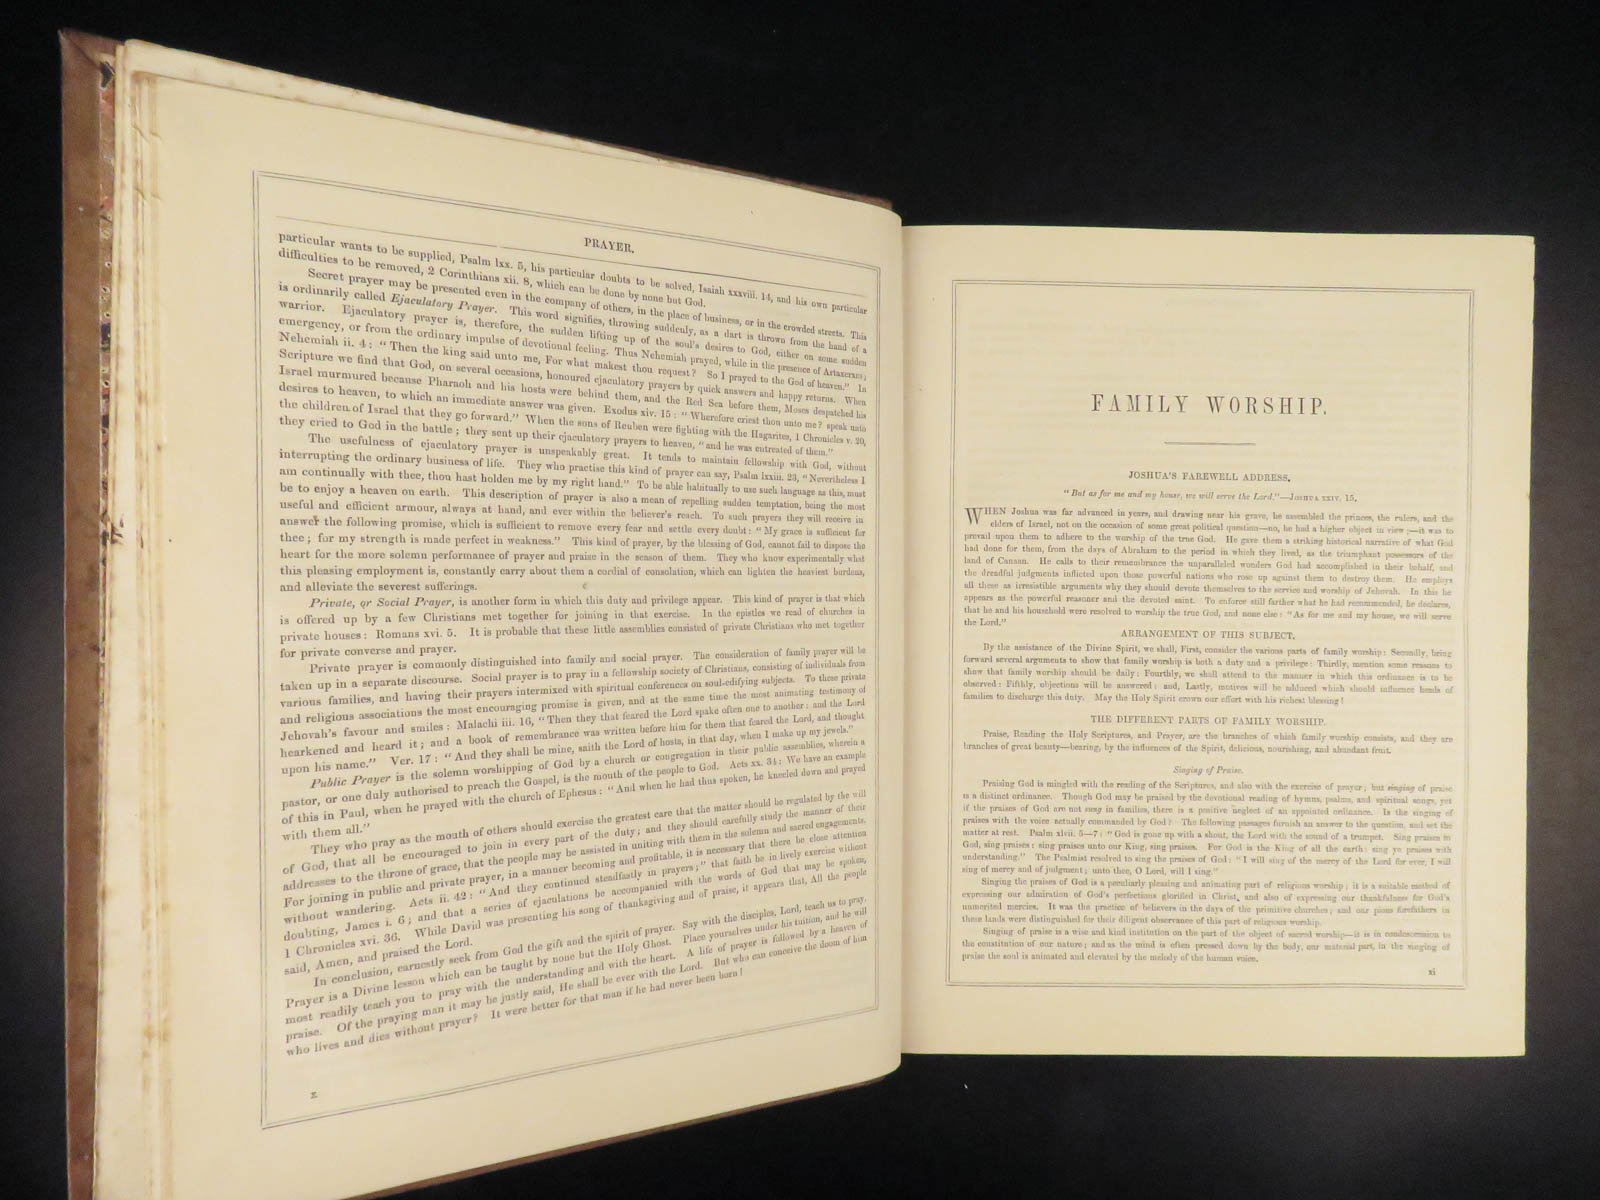 PRAYER.
particular wants to be supplied, Psalm lxx. 5, his particular doubts to be solved, Isaiah xxxviii. 14, and his own particular
difficulties to be removed, 2 Corinthians xii. 8, which can be done by none but God.
Secret prayer may be presented even in the company of others, in the place of business, or in the crowded streets. This
is ordinarily called Ejaculatory Prayer. This word signifies, throwing suddenly, as a dart is thrown from the hand of a
warrior. Ejaculatory prayer is, therefore, the sudden lifting up of the soul's desires to God, either on some sudden
emergency, or from the ordinary impulse of devotional feeling. Thus Nehemiah prayed, while in the presence of Artaxerxes;
Nehemiah ii. 4: "Then the king said unto me, For what makest thou request? So I prayed to the God of heaven." In
Scripture we find that God, on several occasions, honoured ejaculatory prayers by quick answers and happy returns. When
Israel murmured because Pharaoh and his hosts were behind them, and the Red Sea before them, Moses despatched his
desires to heaven, to which an immediate answer was given. Exodus xiv. 15: "Wherefore criest thou unto me? speak unto
the children of Israel that they go forward." When the sons of Reuben were fighting with the Hagarites, 1 Chronicles v. 20,
they cried to God in the battle; they sent up their ejaculatory prayers to heaven, "and he was entreated of them."
The usefulness of ejaculatory prayer is unspeakably great. It tends to maintain fellowship with God, without
interrupting the ordinary business of life. They who practise this kind of prayer can say, Psalm lxxiii. 23, "Nevertheless I
am continually with thee, thou hast holden me by my right hand." To be able habitually to use such language as this, must
be to enjoy a heaven on earth. This description of prayer is also a mean of repelling sudden temptation, being the most
useful and efficient armour, always at hand, and ever within the believer's reach. To such prayers they will receive in
answer the following promise, which is sufficient to remove every fear and settle every doubt: "My grace is sufficient for
thee; for my strength is made perfect in weakness." This kind of prayer, by the blessing of God, cannot fail to dispose the
heart for the more solemn performance of prayer and praise in the season of them. They who know experimentally what
this pleasing employment is, constantly carry about them a cordial of consolation, which can lighten the heaviest burdens,
and alleviate the severest sufferings.
Private, or Social Prayer, is another form in which this duty and privilege appear. This kind of prayer is that which
is offered up by a few Christians met together for joining in that exercise. In the epistles we read of churches in
private houses: Romans xvi. 5. It is probable that these little assemblies consisted of private Christians who met together
for private converse and prayer.
Private prayer is commonly distinguished into family and social prayer. The consideration of family prayer will be
taken up in a separate discourse. Social prayer is to pray in a fellowship society of Christians, consisting of individuals from
various families, and having their prayers intermixed with spiritual conferences on soul-edifying subjects. To these private
and religious associations the most encouraging promise is given, and at the same time the most animating testimony of
Jehovah's favour and smiles: Malachi iii. 16, "Then they that feared the Lord spake often one to another: and the Lord
hearkened and heard it; and a book of remembrance was written before him for them that feared the Lord, and thought
upon his name." Ver. 17: "And they shall be mine, saith the Lord of hosts, in that day, when I make up my jewels."
Public Prayer is the solemn worshipping of God by a church or congregation in their public assemblies, wherein a
pastor, or one duly authorised to preach the Gospel, is the mouth of the people to God. Acts xx. 34: We have an example
of this in Paul, when he prayed with the church of Ephesus: "And when he had thus spoken, he kneeled down and prayed
with them all."
They who pray as the mouth of others should exercise the greatest care that the matter should be regulated by the will
of God, that all be encouraged to join in every part of the duty; and they should carefully study the manner of their
addresses to the throne of grace, that the people may be assisted in uniting with them in the solemn and sacred engagements.
For joining in public and private prayer, in a manner becoming and profitable, it is necessary that there be close attention
without wandering. Acts ii. 42: "And they continued steadfastly in prayers;" that faith be in lively exercise without
doubting, James i. 6; and that a series of ejaculations be accompanied with the words of God that may be spoken,
1 Chronicles xvi. 36. While David was presenting his song of thanksgiving and of praise, it appears that, All the people
said, Amen, and praised the Lord.
In conclusion, earnestly seek from God the gift and the spirit of prayer. Say with the disciples, Lord, teach us to pray.
Prayer is a Divine lesson which can be taught by none but the Holy Ghost. Place yourselves under his tuition, and he will
most readily teach you to pray with the understanding and with the heart. A life of prayer is followed by a heaven of
praise. Of the praying man it may be justly said, He shall be ever with the Lord. But who can conceive the doom of him
who lives and dies without prayer? It were better for that man if he had never been born!
x.
FAMILY WORSHIP.
JOSHUA'S FAREWELL ADDRESS.
"But as for me and my house, we will serve the Lord."—JOSHUA XXIV. 15.
WHEN Joshua was far advanced in years, and drawing near his grave, he assembled the princes, the rulers, and the
elders of Israel, not on the occasion of some great political question—no, he had a higher object in view;—it was to
prevail upon them to adhere to the worship of the true God. He gave them a striking historical narrative of what God
had done for them, from the days of Abraham to the period in which they lived, as the triumphant possessors of the
land of Canaan. He calls to their remembrance the unparalleled wonders God had accomplished in their behalf, and
the dreadful judgments inflicted upon those powerful nations who rose up against them to destroy them. He employs
all these as irresistible arguments why they should devote themselves to the service and worship of Jehovah. In this he
appears as the powerful reasoner and the devoted saint. To enforce still farther what he had recommended, he declares,
that he and his household were resolved to worship the true God, and none else: "As for me and my house, we will serve
the Lord."
ARRANGEMENT OF THIS SUBJECT.
By the assistance of the Divine Spirit, we shall, First, consider the various parts of family worship: Secondly, bring
forward several arguments to show that family worship is both a duty and a privilege: Thirdly, mention some reasons to
show that family worship should be daily: Fourthly, we shall attend to the manner in which this ordinance is to be
observed: Fifthly, objections will be answered: and, Lastly, motives will be adduced which should influence heads of
families to discharge this duty. May the Holy Spirit crown our effort with his richest blessing!
THE DIFFERENT PARTS OF FAMILY WORSHIP.
Praise, Reading the Holy Scriptures, and Prayer, are the branches of which family worship consists, and they are
branches of great beauty—bearing, by the influences of the Spirit, delicious, nourishing, and abundant fruit.
Singing of Praise.
Praising God is mingled with the reading of the Scriptures, and also with the exercise of prayer; but singing of praise
is a distinct ordinance. Though God may be praised by the devotional reading of hymns, psalms, and spiritual songs, yet
if the praises of God are not sung in families, there is a positive neglect of an appointed ordinance. Is the singing of
praises with the voice actually commanded by God? The following passages furnish an answer to the question, and set the
matter at rest. Psalm xlvii. 5—7: "God is gone up with a shout, the Lord with the sound of a trumpet. Sing praises to
God, sing praises: sing praises unto our King, sing praises. For God is the King of all the earth: sing ye praises with
understanding." The Psalmist resolved to sing the praises of God: "I will sing of the mercy of the Lord for ever, I will
sing of mercy and of judgment; unto thee, O Lord, will I sing."
Singing the praises of God is a peculiarly pleasing and animating part of religious worship; it is a suitable method of
expressing our admiration of God's perfections glorified in Christ, and also of expressing our thankfulness for God's
unmerited mercies. It was the practice of believers in the days of the primitive churches; and our pious forefathers in
these lands were distinguished for their diligent observance of this part of religious worship.
Singing of praise is a wise and kind institution on the part of the object of sacred worship—it is in condescension to
the constitution of our nature; and as the mind is often pressed down by the body, our material part, in the singing of
praise the soul is animated and elevated by the melody of the human voice.
xi